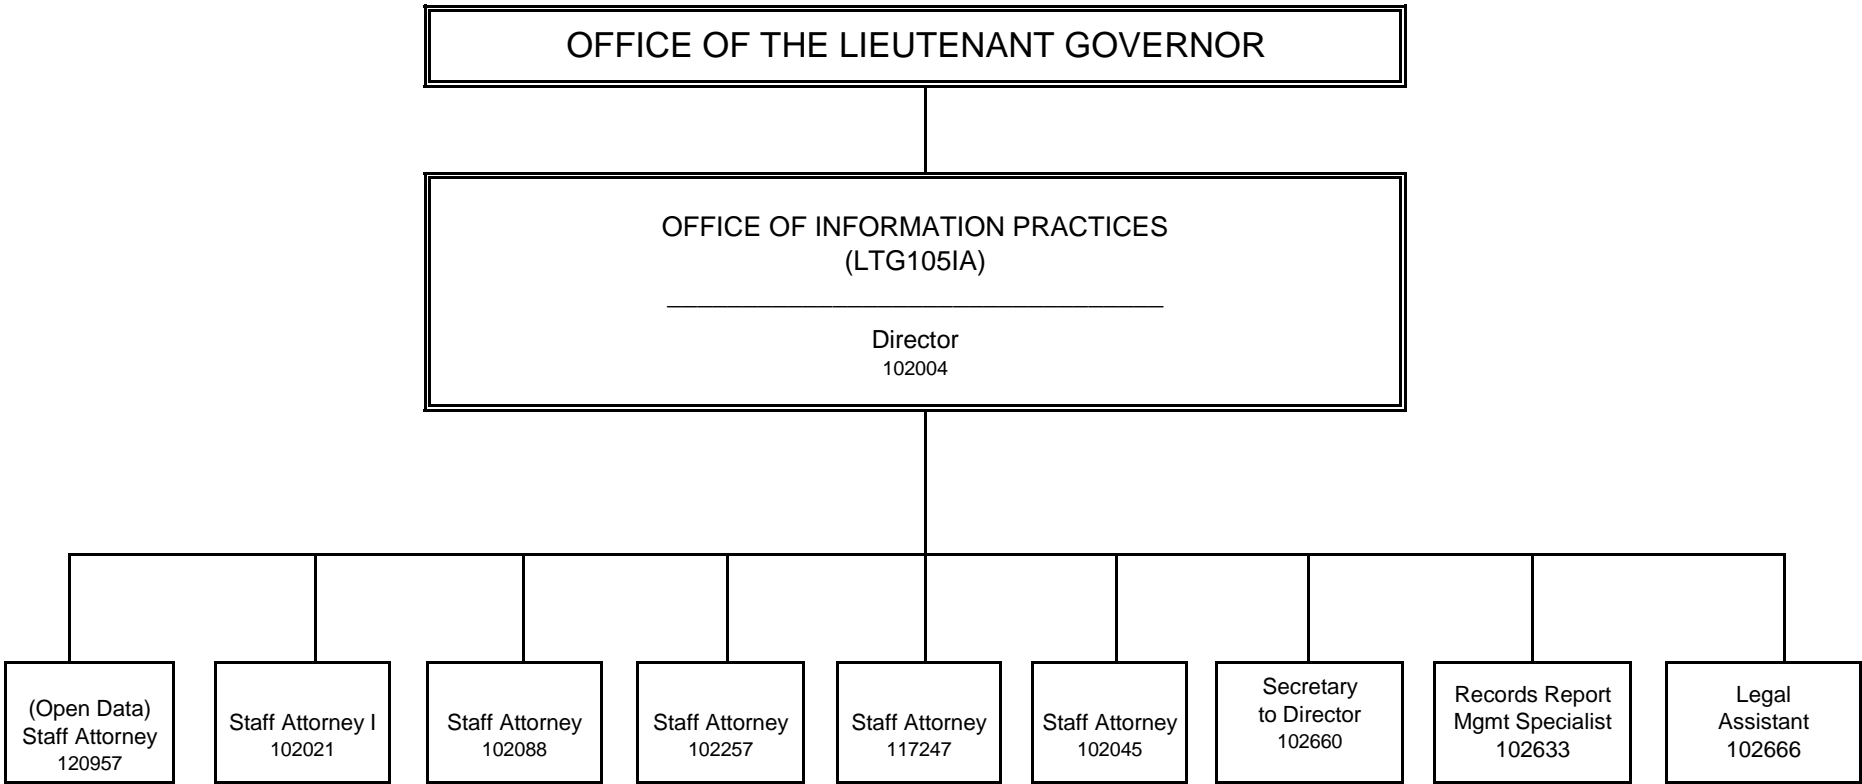 OFFICE OF THE LIEUTENANT GOVERNOR
OFFICE OF INFORMATION PRACTICES
(LTG105IA)
Director
102004
(Open Data)
Staff Attorney
120957
Staff Attorney I
102021
Staff Attorney
102088
Staff Attorney
102257
Staff Attorney
117247
Staff Attorney
102045
Secretary
to Director
102660
Records Report
Mgmt Specialist
102633
Legal
Assistant
102666